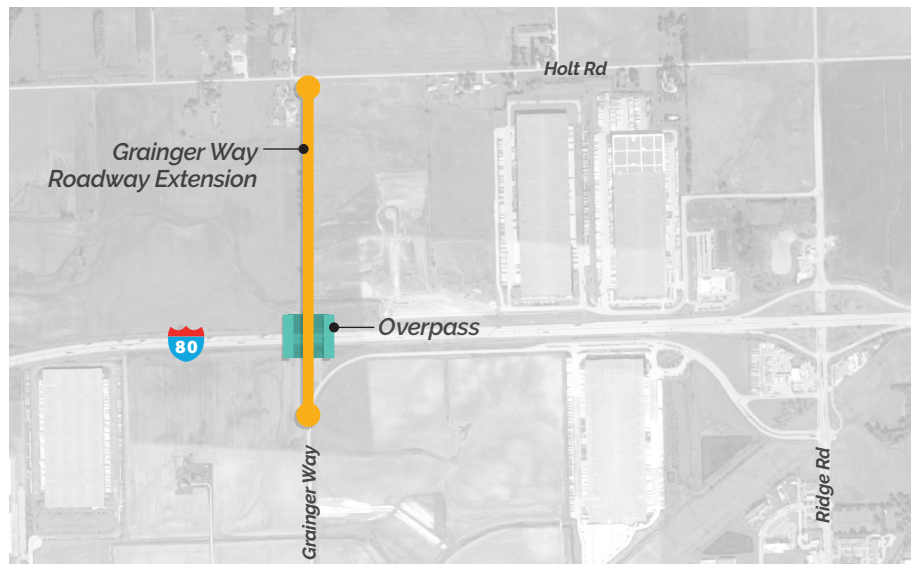 Holt Rd
Grainger Way
Roadway Extension
Overpass
80
Grainger Way
Ridge Rd